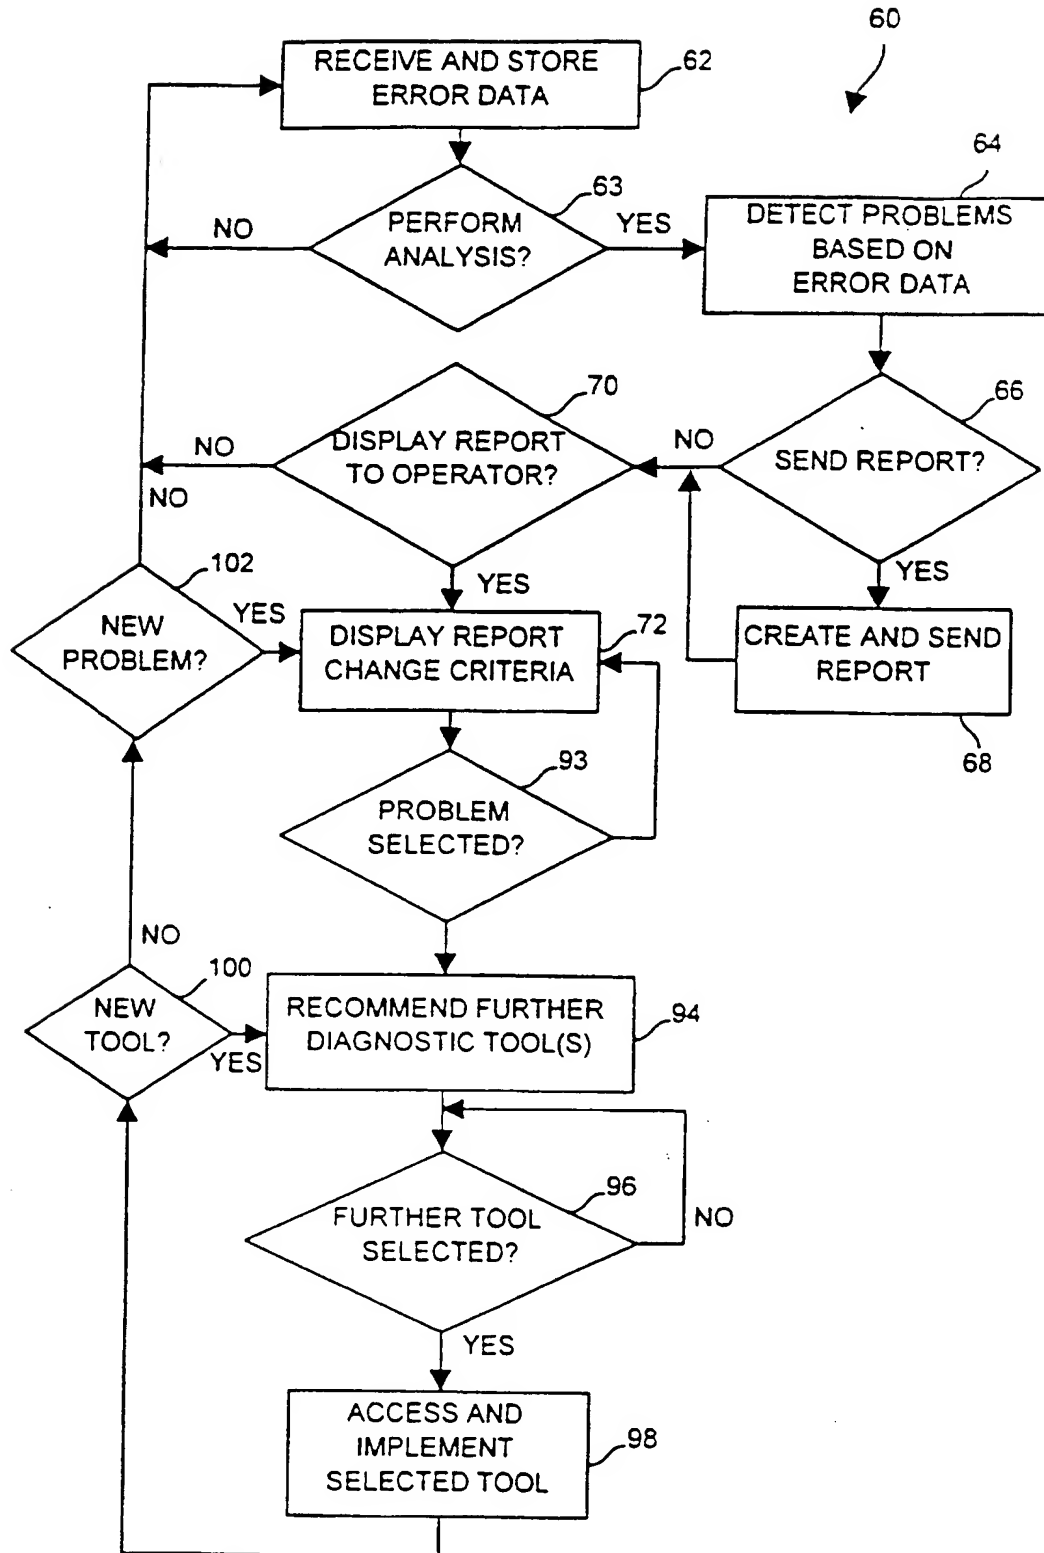 60
RECEIVE AND STORE
ERROR DATA
62
63
PERFORM
ANALYSIS?
NO
YES
64
DETECT PROBLEMS
BASED ON
ERROR DATA
66
SEND REPORT?
NO
YES
CREATE AND SEND
REPORT
68
70
DISPLAY REPORT
TO OPERATOR?
NO
YES
NO
102
NEW
PROBLEM?
YES
DISPLAY REPORT
CHANGE CRITERIA
72
93
PROBLEM
SELECTED?
NO
100
NEW
TOOL?
YES
RECOMMEND FURTHER
DIAGNOSTIC TOOL(S)
94
96
FURTHER TOOL
SELECTED?
NO
YES
ACCESS AND
IMPLEMENT
SELECTED TOOL
98